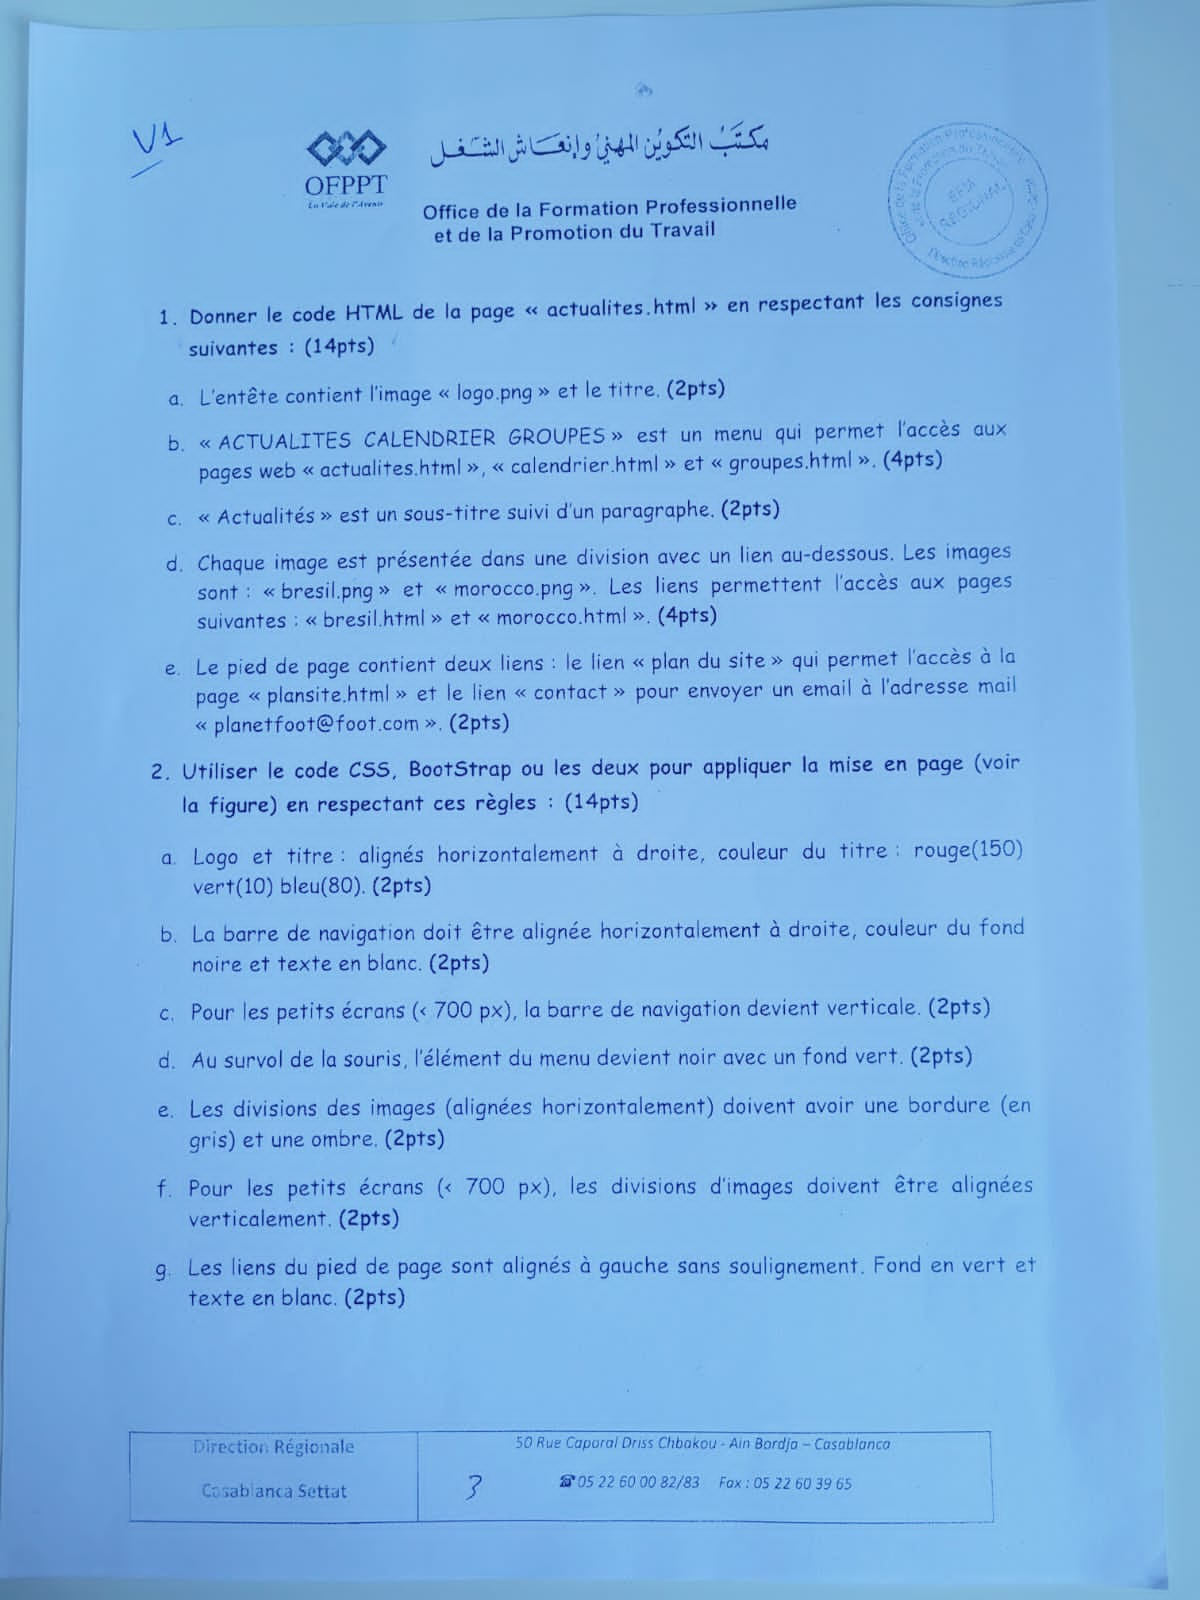 V1
مكتب التكوين المهني وإنعاش الشغل
OFPPT
La Voie de l'Avenir
Office de la Formation Professionnelle
et de la Promotion du Travail
EFM
REGIONAL
1. Donner le code HTML de la page « actualites.html » en respectant les consignes
suivantes : (14pts)
a. L'entête contient l'image « logo.png » et le titre. (2pts)
b. « ACTUALITES CALENDRIER GROUPES » est un menu qui permet l'accès aux
pages web « actualites.html », « calendrier.html » et « groupes.html ». (4pts)
c. « Actualités » est un sous-titre suivi d'un paragraphe. (2pts)
d. Chaque image est présentée dans une division avec un lien au-dessous. Les images
sont : « bresil.png » et « morocco.png ». Les liens permettent l'accès aux pages
suivantes : « bresil.html » et « morocco.html ». (4pts)
e. Le pied de page contient deux liens : le lien « plan du site » qui permet l'accès à la
page « plansite.html » et le lien « contact » pour envoyer un email à l'adresse mail
« planetfoot@foot.com ». (2pts)
2. Utiliser le code CSS, BootStrap ou les deux pour appliquer la mise en page (voir
la figure) en respectant ces règles : (14pts)
a. Logo et titre : alignés horizontalement à droite, couleur du titre : rouge(150)
vert(10) bleu(80). (2pts)
b. La barre de navigation doit être alignée horizontalement à droite, couleur du fond
noire et texte en blanc. (2pts)
c. Pour les petits écrans (< 700 px), la barre de navigation devient verticale. (2pts)
d. Au survol de la souris, l'élément du menu devient noir avec un fond vert. (2pts)
e. Les divisions des images (alignées horizontalement) doivent avoir une bordure (en
gris) et une ombre. (2pts)
f. Pour les petits écrans (< 700 px), les divisions d'images doivent être alignées
verticalement. (2pts)
g. Les liens du pied de page sont alignés à gauche sans soulignement. Fond en vert et
texte en blanc. (2pts)
Direction Régionale
Casablanca Settat
3
50 Rue Caporal Driss Chbakou - Ain Bordja – Casablanca
☎05 22 60 00 82/83 Fax : 05 22 60 39 65